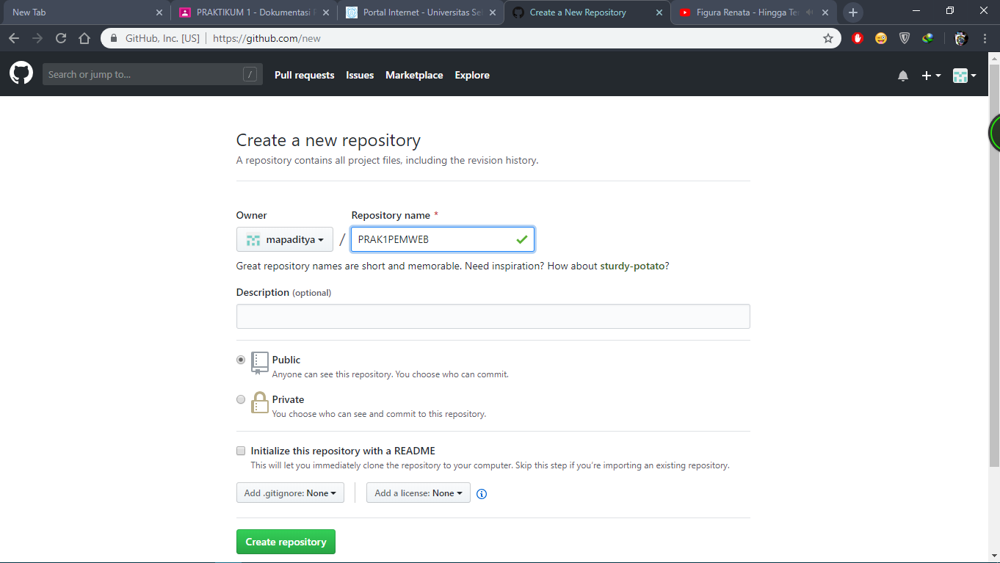 New Tab
PRAKTIKUM 1 - Dokumentasi
Portal Internet - Universitas Se
Create a New Repository
Figura Renata - Hingga Te
GitHub, Inc. [US] | https://github.com/new
Search or jump to... /
Pull requests Issues Marketplace Explore
Create a new repository
A repository contains all project files, including the revision history.
Owner Repository name *
mapaditya / PRAK1PEMWEB
Great repository names are short and memorable. Need inspiration? How about sturdy-potato?
Description (optional)
Public
Anyone can see this repository. You choose who can commit.
Private
You choose who can see and commit to this repository.
Initialize this repository with a README
This will let you immediately clone the repository to your computer. Skip this step if you're importing an existing repository.
Add .gitignore: None Add a license: None
Create repository